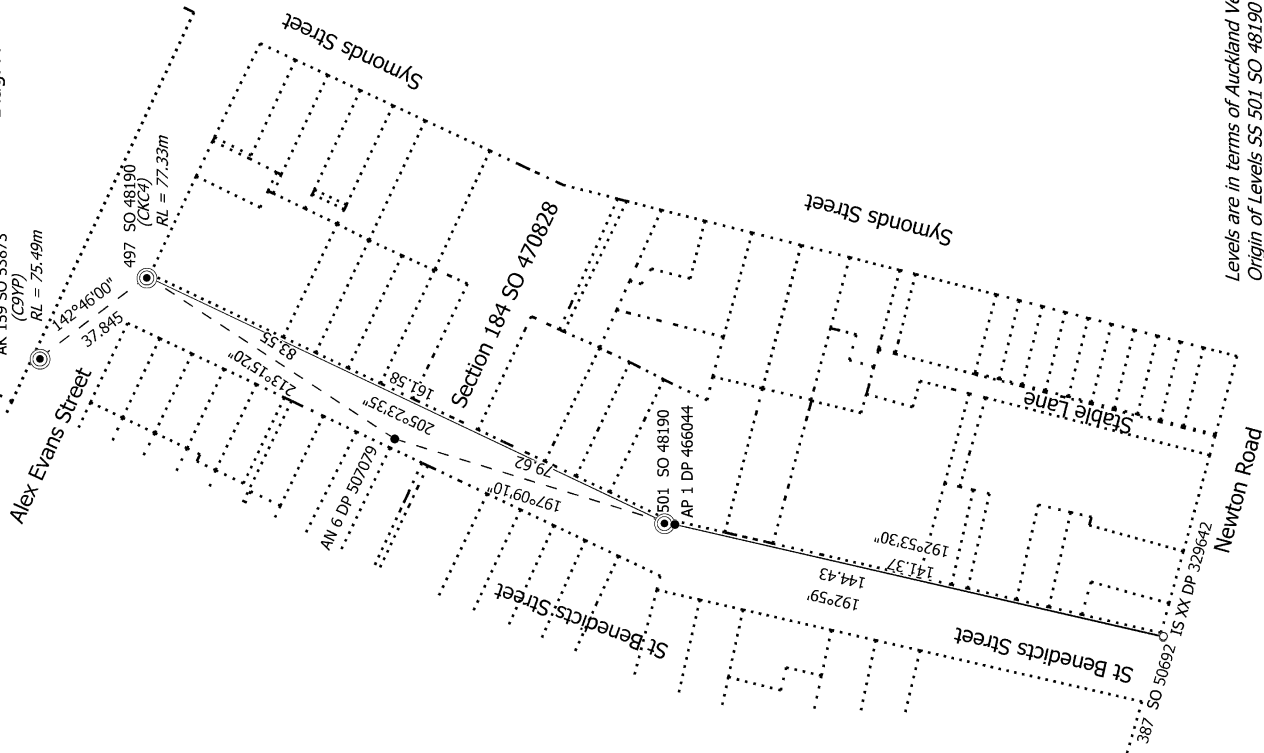 Symonds Street
497 SO 48190
(CKC4)
RL = 77.33m
AK 159 SO 53873
(C9YP)
RL = 75.49m
142°46'00"
37.845
Alex Evans Street
83.55
213°15'20"
161.58
205°23'35"
Section 184 SO 470828
Symonds Street
AN 6 DP 507079
79.62
197°09'10"
501 SO 48190
AP 1 DP 466044
Stable Lane
192°53'30"
141.37
144.43
192°59'
St Benedicts Street
St Benedicts Street
Newton Road
IS XX DP 329642
387 SO 50692
Levels are in terms of Auckland
Origin of Levels SS 501 SO 48190